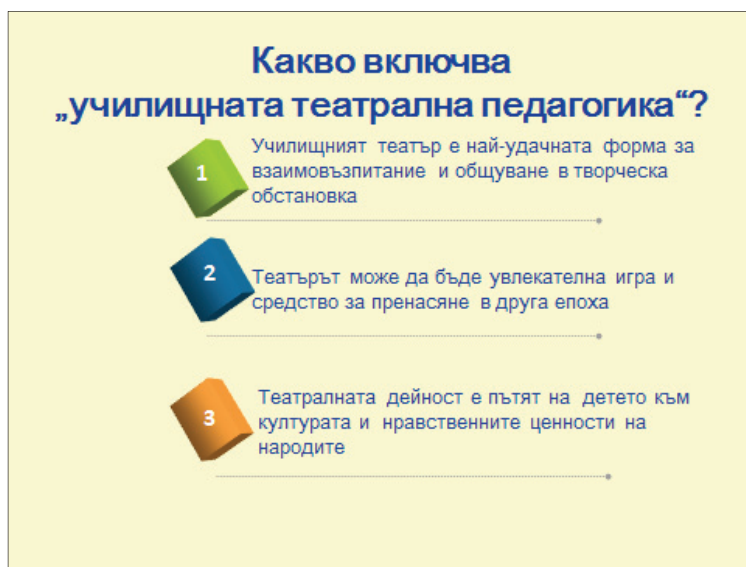 Какво включва
„училищната театрална педагогика“?
1
Училищният театър е най-удачната форма за
взаимовъзпитание и общуване в творческа
обстановка
2
Театърът може да бъде увлекателна игра и
средство за пренасяне в друга епоха
3
Театралната дейност е пътят на детето към
културата и нравствените ценности на
народите